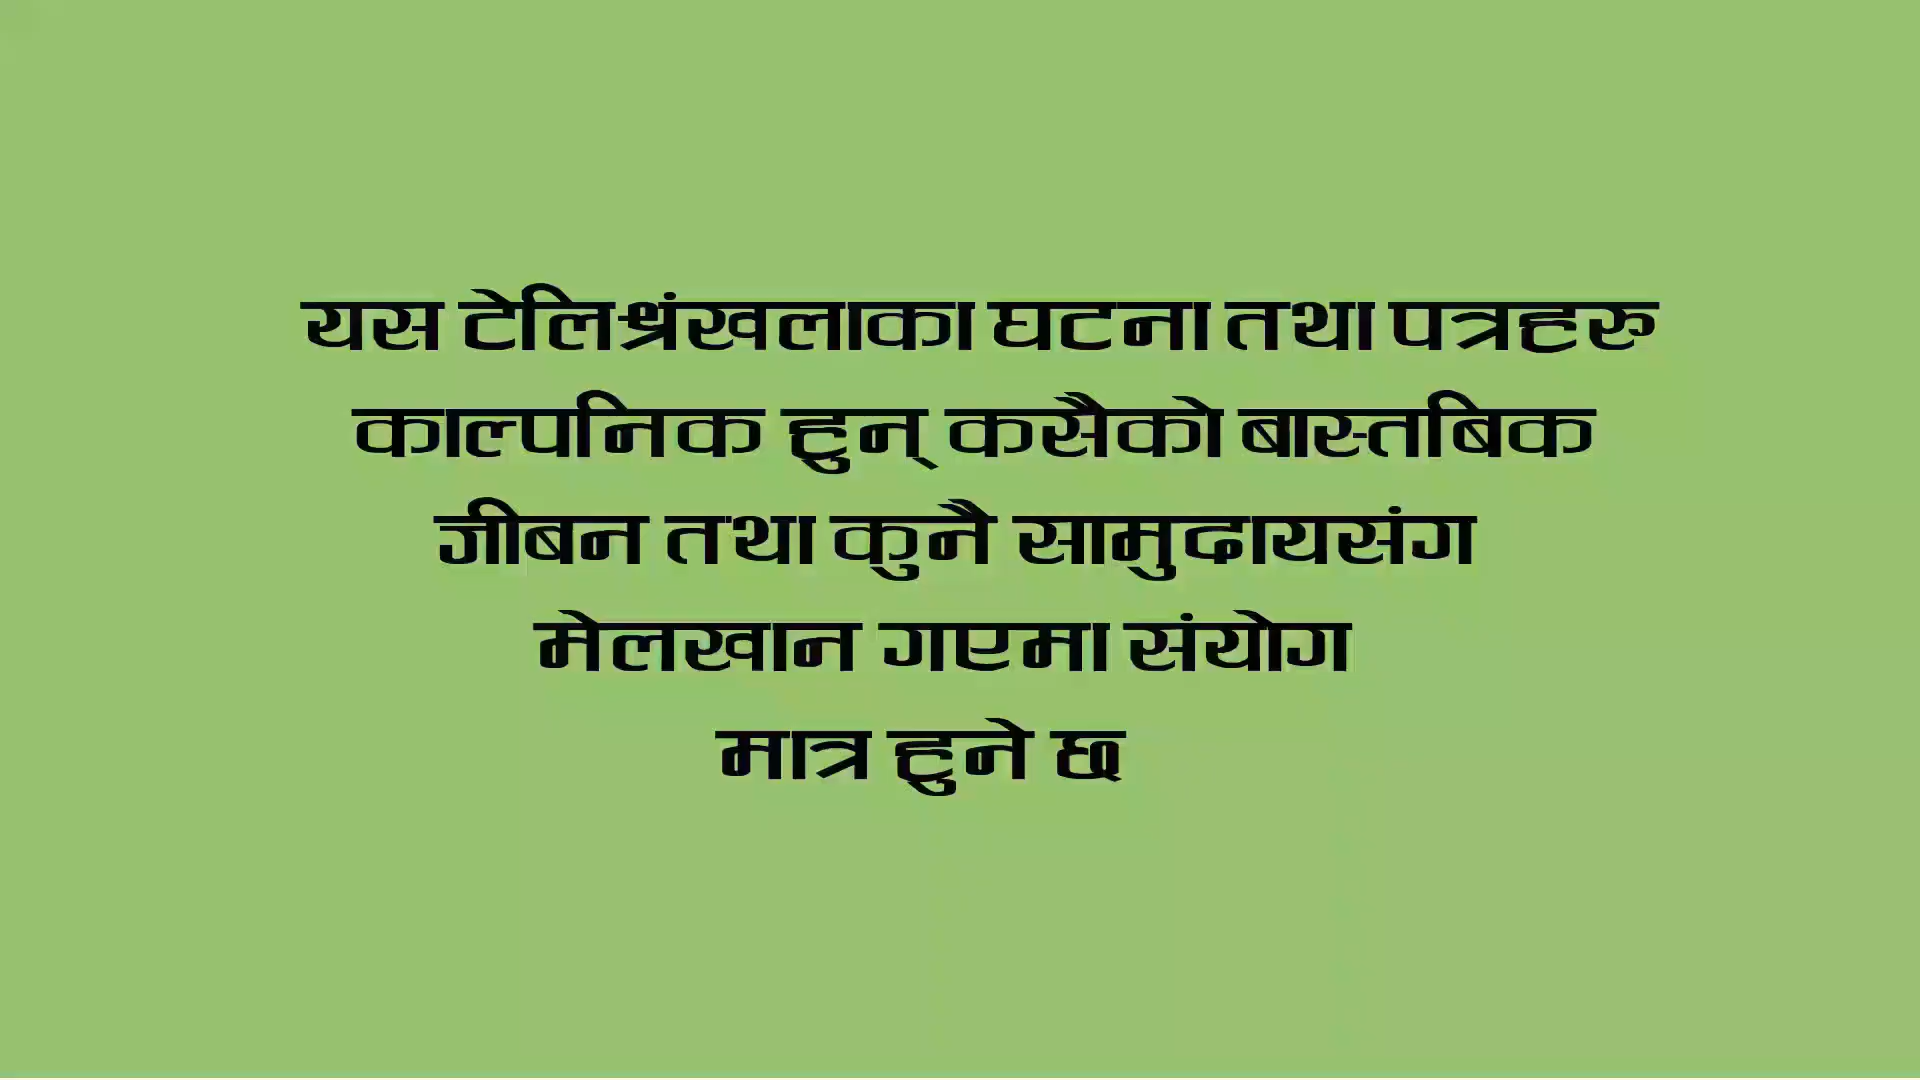 यस टेलिश्रंखलाका घटना तथा पत्रहरु
काल्पनिक हुन् कसैको बास्तबिक
जीबन तथा कुनै सामुदायसंग
मेलखान गएमा संयोग
मात्र हुने छ